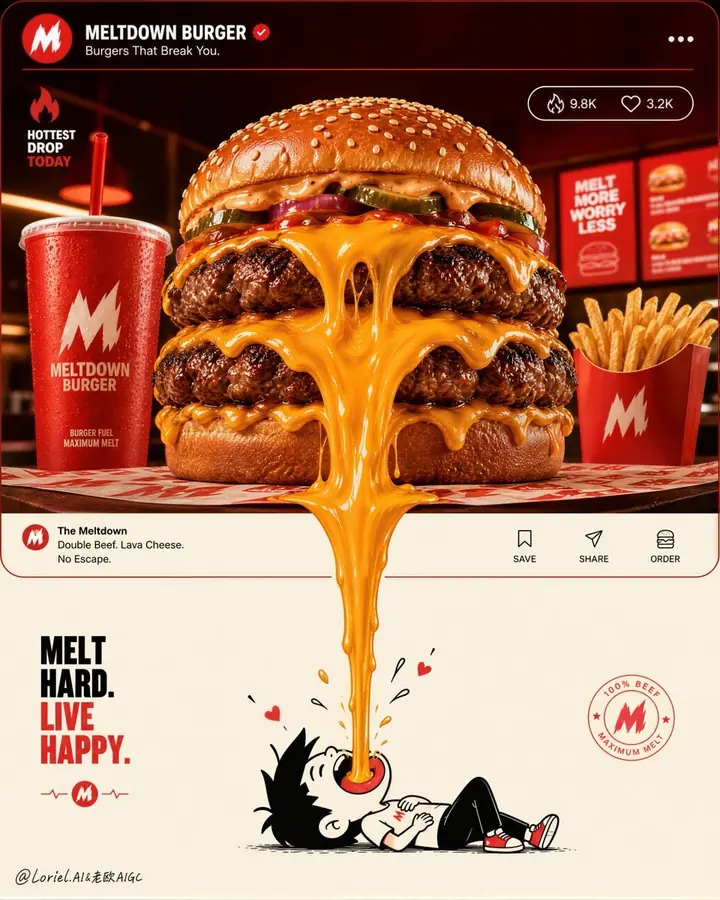 MELTDOWN BURGER
Burgers That Break You.
9.8K
3.2K
HOTTEST
DROP
TODAY
MELT
MORE
WORRY
LESS
M
MELTDOWN
BURGER
BURGER FUEL
MAXIMUM MELT
M
The Meltdown
Double Beef. Lava Cheese.
No Escape.
SAVE
SHARE
ORDER
MELT
HARD.
LIVE
HAPPY.
100% BEEF
MAXIMUM MELT
@Loriel.AI&老欧AIGC